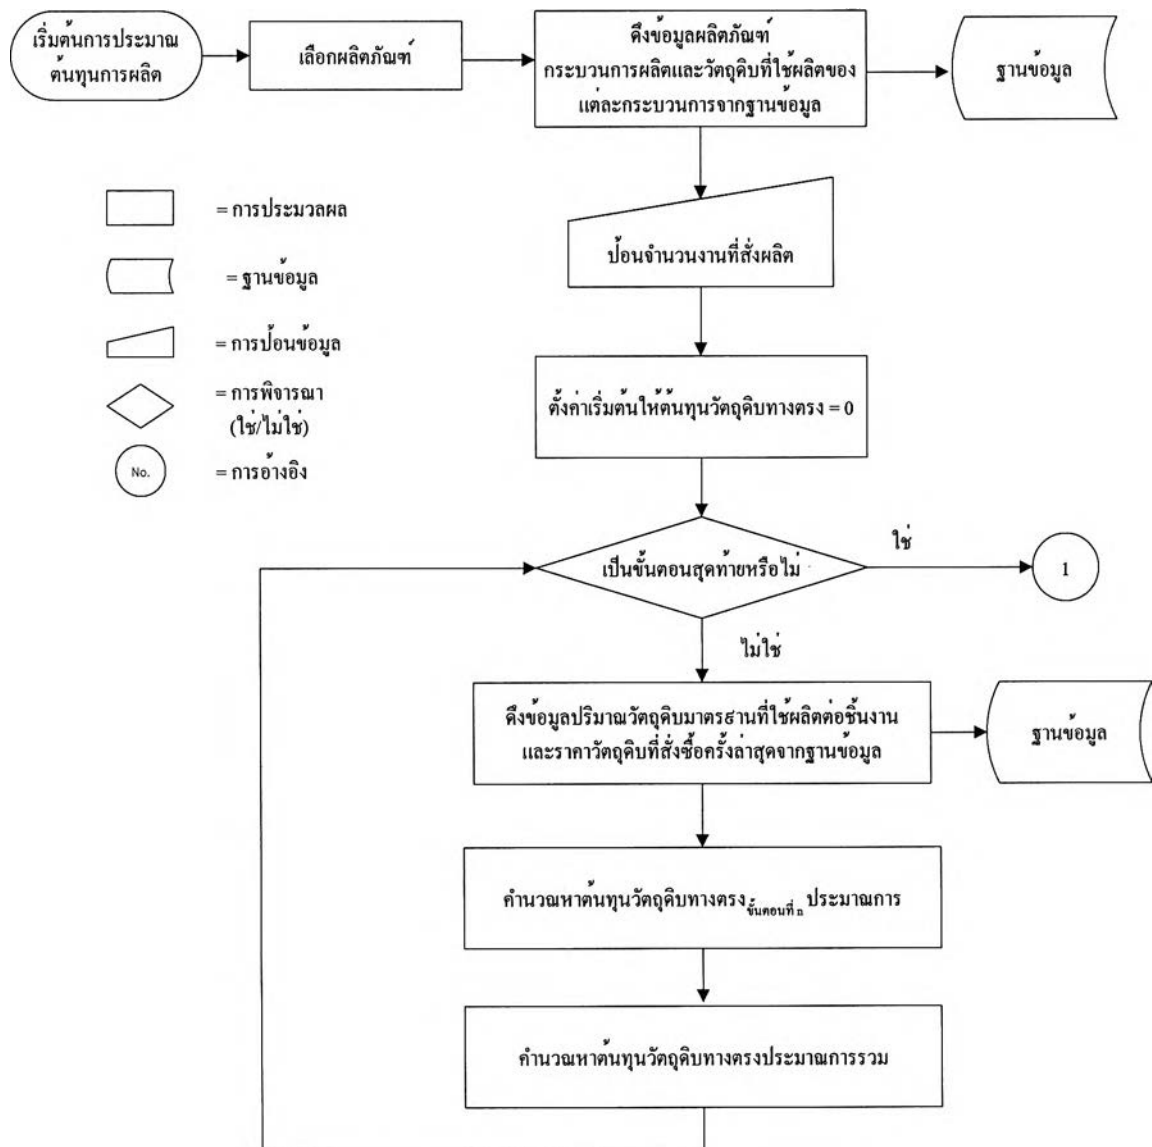 เริ่มต้นการประมาณ
ต้นทุนการผลิต
เลือกผลิตภัณฑ์
ดึงข้อมูลผลิตภัณฑ์
กระบวนการผลิตและวัตถุดิบที่ใช้ผลิตของ
แต่ละกระบวนการจากฐานข้อมูล
ฐานข้อมูล
ป้อนจำนวนงานที่สั่งผลิต
= การประมวลผล
= ฐานข้อมูล
= การป้อนข้อมูล
= การพิจารณา
(ใช่/ไม่ใช่)
No.
= การอ้างอิง
ตั้งค่าเริ่มต้นให้ต้นทุนวัตถุดิบทางตรง = 0
เป็นขั้นตอนสุดท้ายหรือไม่
ใช่
1
ไม่ใช่
ดึงข้อมูลปริมาณวัตถุดิบมาตรฐานที่ใช้ผลิตต่อชิ้นงาน
และราคาวัตถุดิบที่สั่งซื้อครั้งล่าสุดจากฐานข้อมูล
ฐานข้อมูล
คำนวณหาต้นทุนวัตถุดิบทางตรง ขั้นตอนที่ n ประมาณการ
คำนวณหาต้นทุนวัตถุดิบทางตรงประมาณการรวม